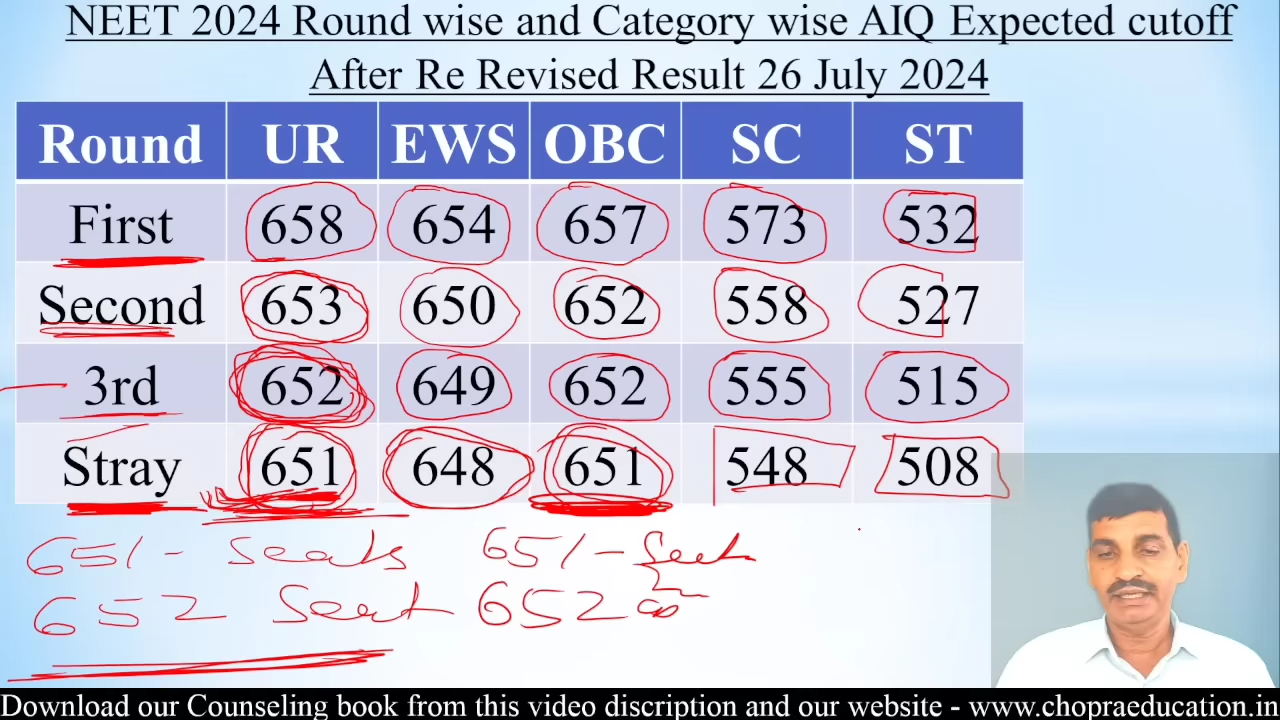 NEET 2024 Round wise and Category wise AIQ Expected cutoff
After Re Revised Result 26 July 2024
Round UR EWS OBC SC ST
First 658 654 657 573 532
Second 653 650 652 558 527
3rd 652 649 652 555 515
Stray 651 648 651 548 508
651 - Seats 651 - Seat
652 Seat 652
Download our Counseling book from this video discription and our website - www.chopraeducation.in